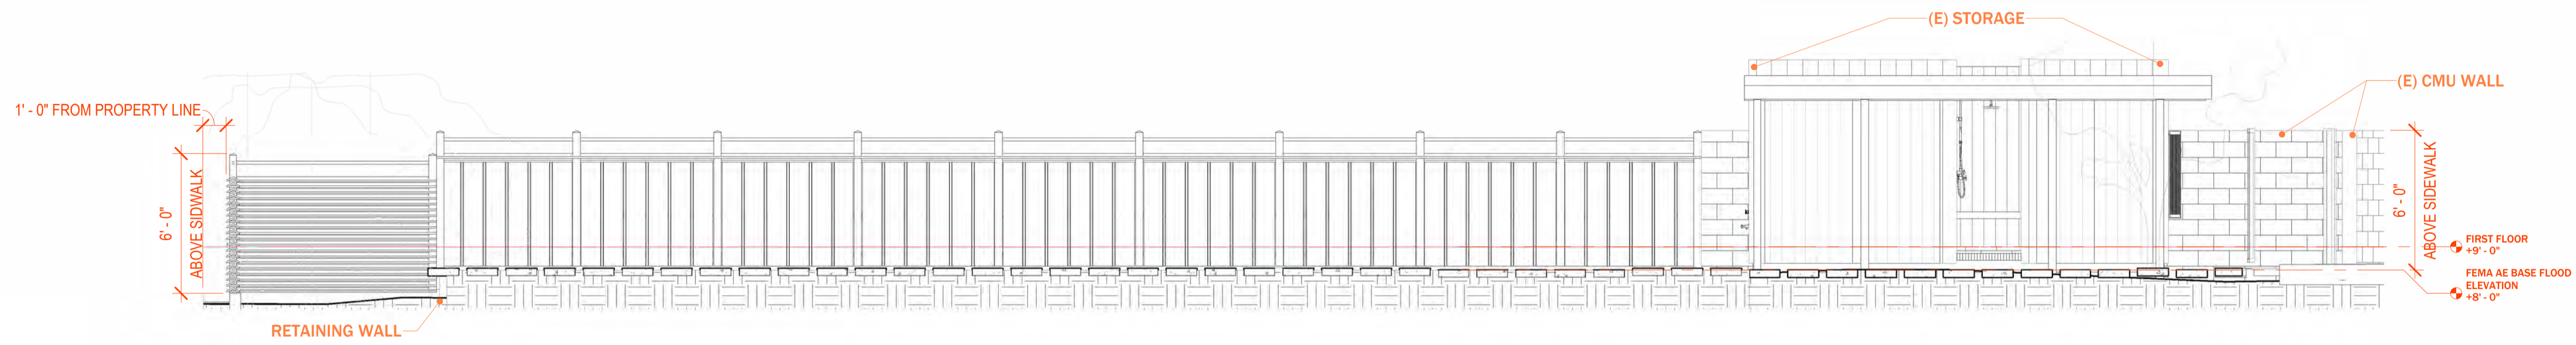 (E) STORAGE
(E) CMU WALL
1' - 0" FROM PROPERTY LINE
6' - 0"
ABOVE SIDWALK
6' - 0"
ABOVE SIDEWALK
FIRST FLOOR
+9' - 0"
FEMA AE BASE FLOOD
ELEVATION
+8' - 0"
RETAINING WALL